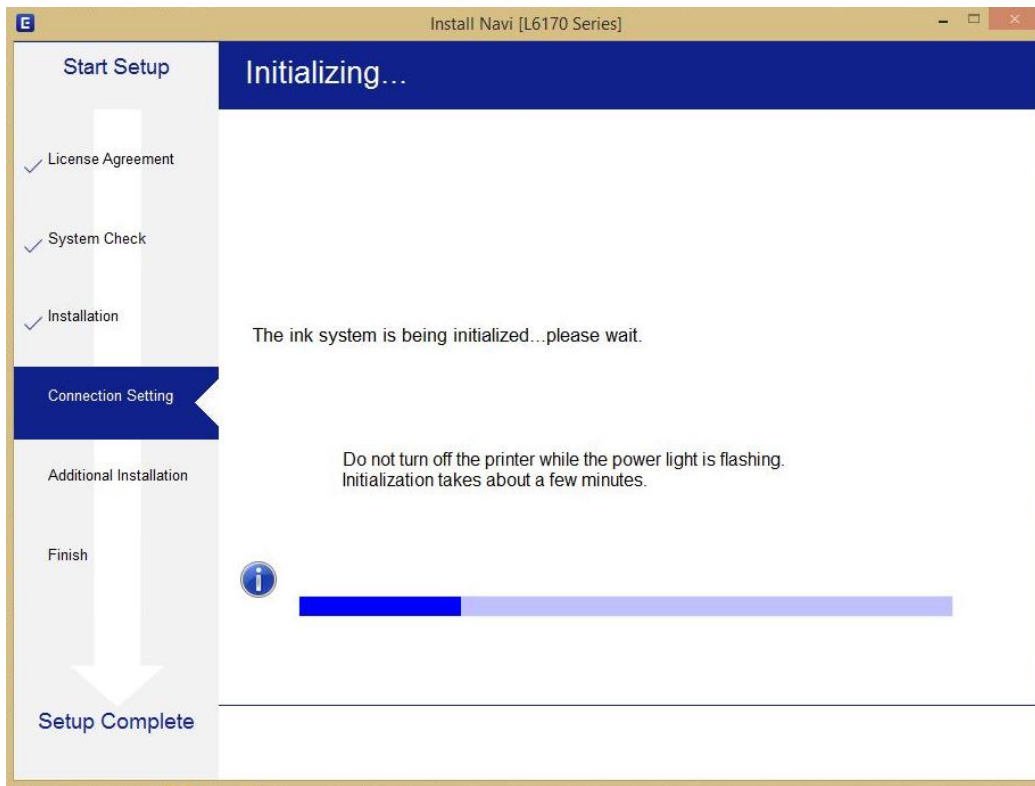 Install Navi [L6170 Series]
Start Setup
Initializing...
License Agreement
System Check
Installation
The ink system is being initialized...please wait.
Connection Setting
Do not turn off the printer while the power light is flashing.
Initialization takes about a few minutes.
Additional Installation
Finish
Setup Complete